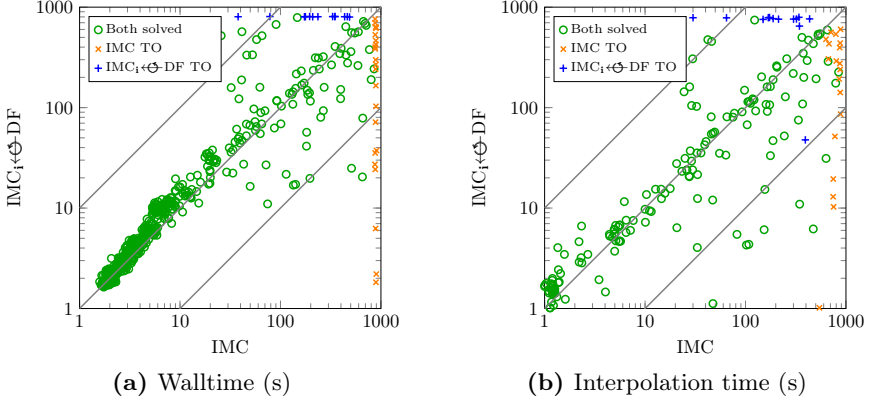 Both solved
IMC TO
IMCi←DF TO
1000
100
10
1
1
10
100
1000
IMCi←DF
IMC
(a) Walltime (s)
Both solved
IMC TO
IMCi←DF TO
1000
100
10
1
1
10
100
1000
IMCi←DF
IMC
(b) Interpolation time (s)